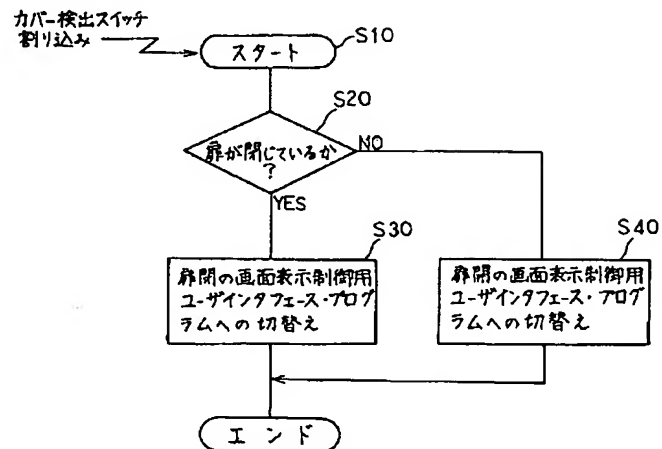 カバー検出スイッチ
割り込み
スタート
S10
S20
扉が閉じているか
?
NO
YES
S30
扉閉の画面表示制御用
ユーザインタフェース・プログ
ラムへの切替え
S40
扉開の画面表示制御用
ユーザインタフェース・プログ
ラムへの切替え
エンド